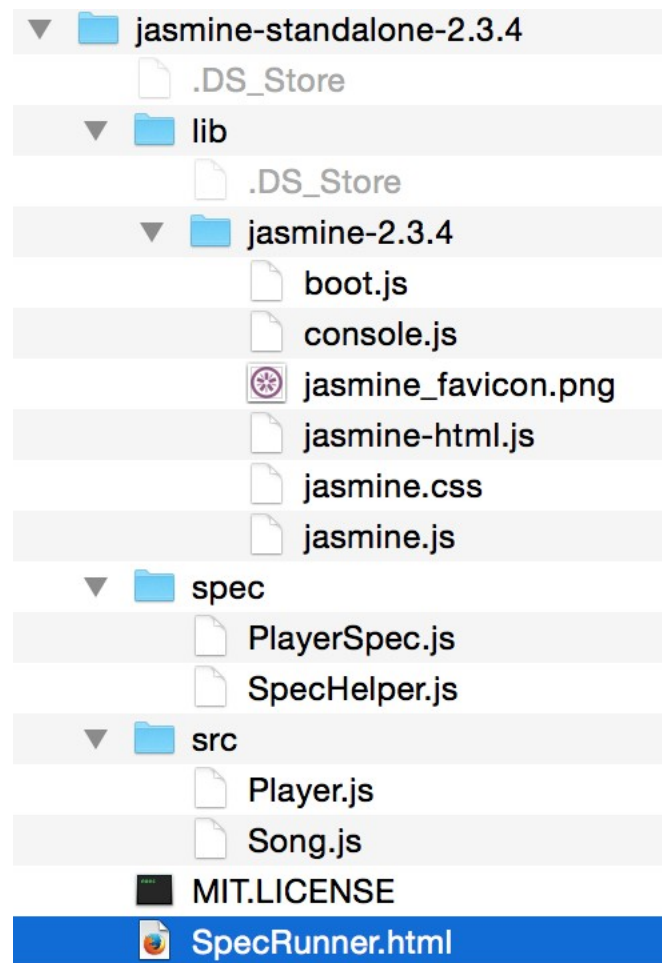 jasmine-standalone-2.3.4
.DS_Store
lib
.DS_Store
jasmine-2.3.4
boot.js
console.js
jasmine_favicon.png
jasmine-html.js
jasmine.css
jasmine.js
spec
PlayerSpec.js
SpecHelper.js
src
Player.js
Song.js
MIT.LICENSE
SpecRunner.html